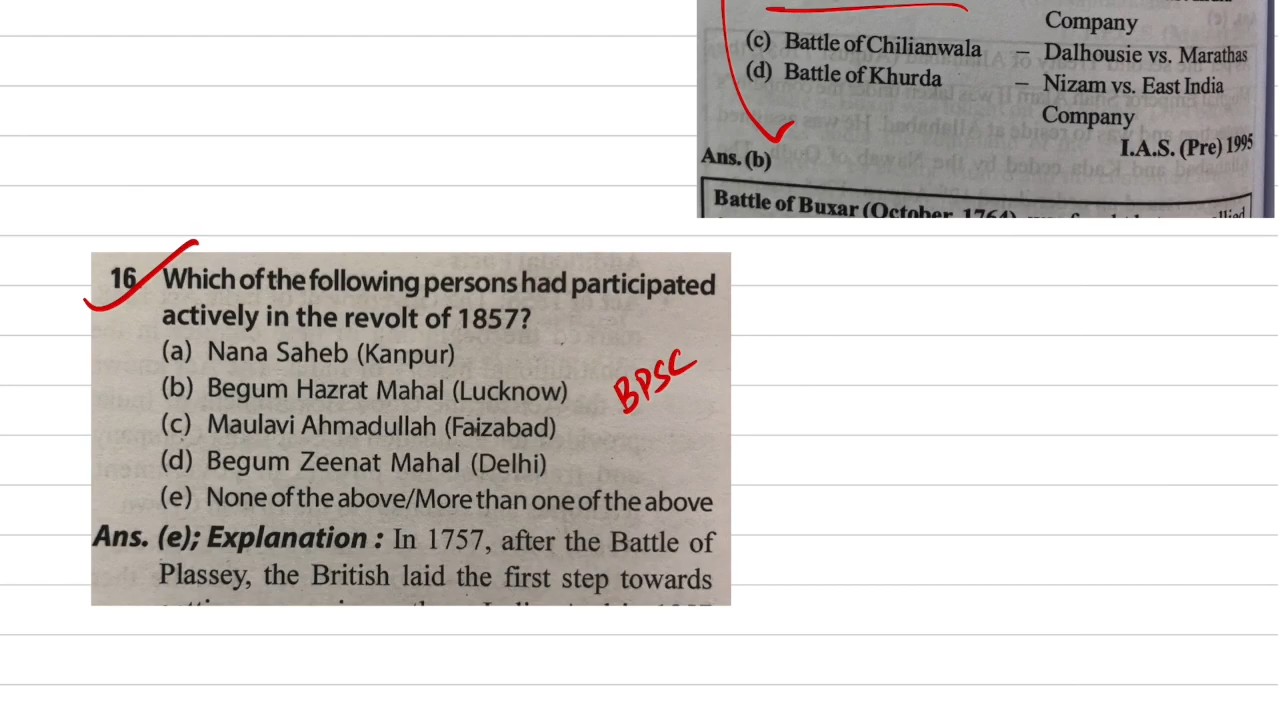 Company
(c) Battle of Chilianwala – Dalhousie vs. Marathas
(d) Battle of Khurda – Nizam vs. East India
Company
I.A.S. (Pre) 1995
Ans. (b)
Battle of Buxar (October, 1764)
16. Which of the following persons had participated
actively in the revolt of 1857?
(a) Nana Saheb (Kanpur)
(b) Begum Hazrat Mahal (Lucknow)
(c) Maulavi Ahmadullah (Faizabad)
(d) Begum Zeenat Mahal (Delhi)
(e) None of the above/More than one of the above
BPSC
Ans. (e); Explanation : In 1757, after the Battle of
Plassey, the British laid the first step towards